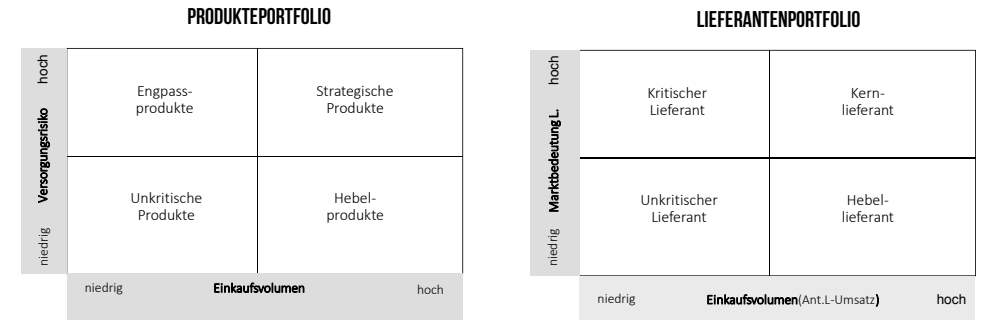 PRODUKTEPORTFOLIO
hoch
Versorgungsrisiko
niedrig
Engpass-
produkte
Strategische
Produkte
Unkritische
Produkte
Hebel-
produkte
niedrig Einkaufsvolumen hoch
LIEFERANTENPORTFOLIO
hoch
Marktbedeutung L.
niedrig
Kritischer
Lieferant
Kern-
lieferant
Unkritischer
Lieferant
Hebel-
lieferant
niedrig Einkaufsvolumen(Ant.L-Umsatz) hoch